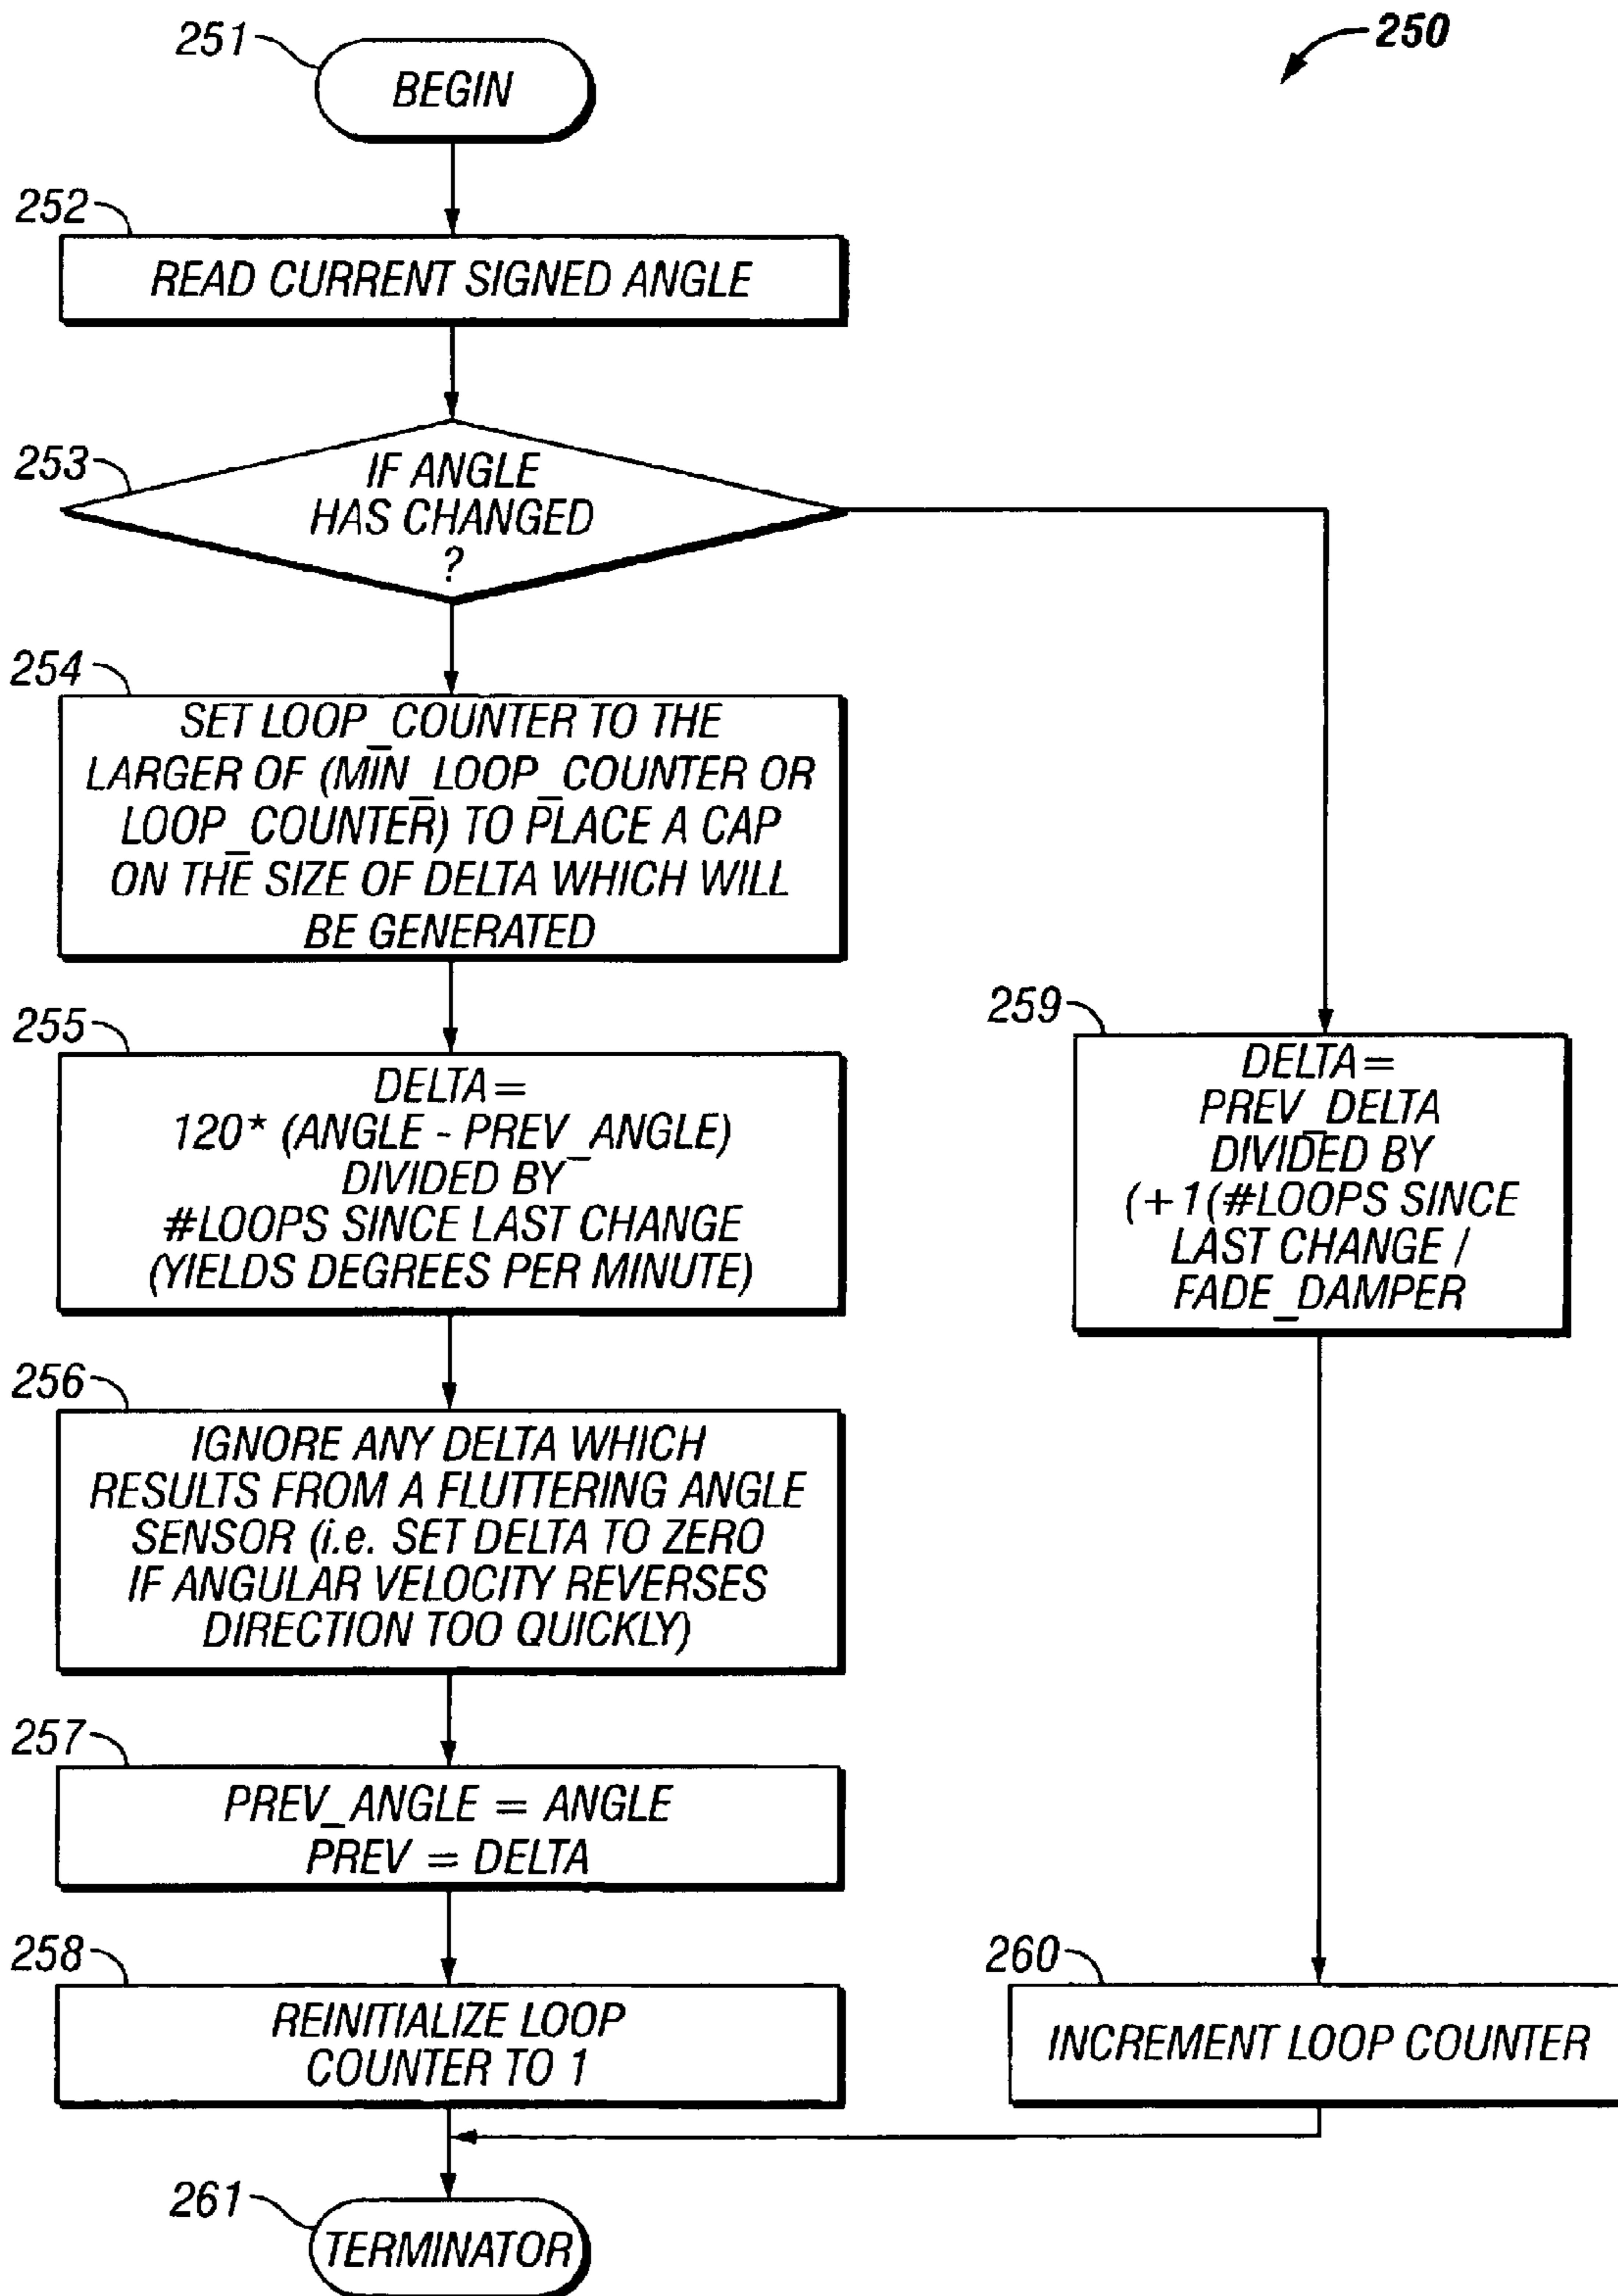 250
251
BEGIN
252
READ CURRENT SIGNED ANGLE
253
IF ANGLE
HAS CHANGED
?
254
SET LOOP_COUNTER TO THE
LARGER OF (MIN_LOOP_COUNTER OR
LOOP_COUNTER) TO PLACE A CAP
ON THE SIZE OF DELTA WHICH WILL
BE GENERATED
255
DELTA =
120* (ANGLE - PREV_ANGLE)
DIVIDED BY
#LOOPS SINCE LAST CHANGE
(YIELDS DEGREES PER MINUTE)
256
IGNORE ANY DELTA WHICH
RESULTS FROM A FLUTTERING ANGLE
SENSOR (i.e. SET DELTA TO ZERO
IF ANGULAR VELOCITY REVERSES
DIRECTION TOO QUICKLY)
257
PREV_ANGLE = ANGLE
PREV = DELTA
258
REINITIALIZE LOOP
COUNTER TO 1
259
DELTA =
PREV_DELTA
DIVIDED BY
(+1(#LOOPS SINCE
LAST CHANGE /
FADE_DAMPER
260
INCREMENT LOOP COUNTER
261
TERMINATOR